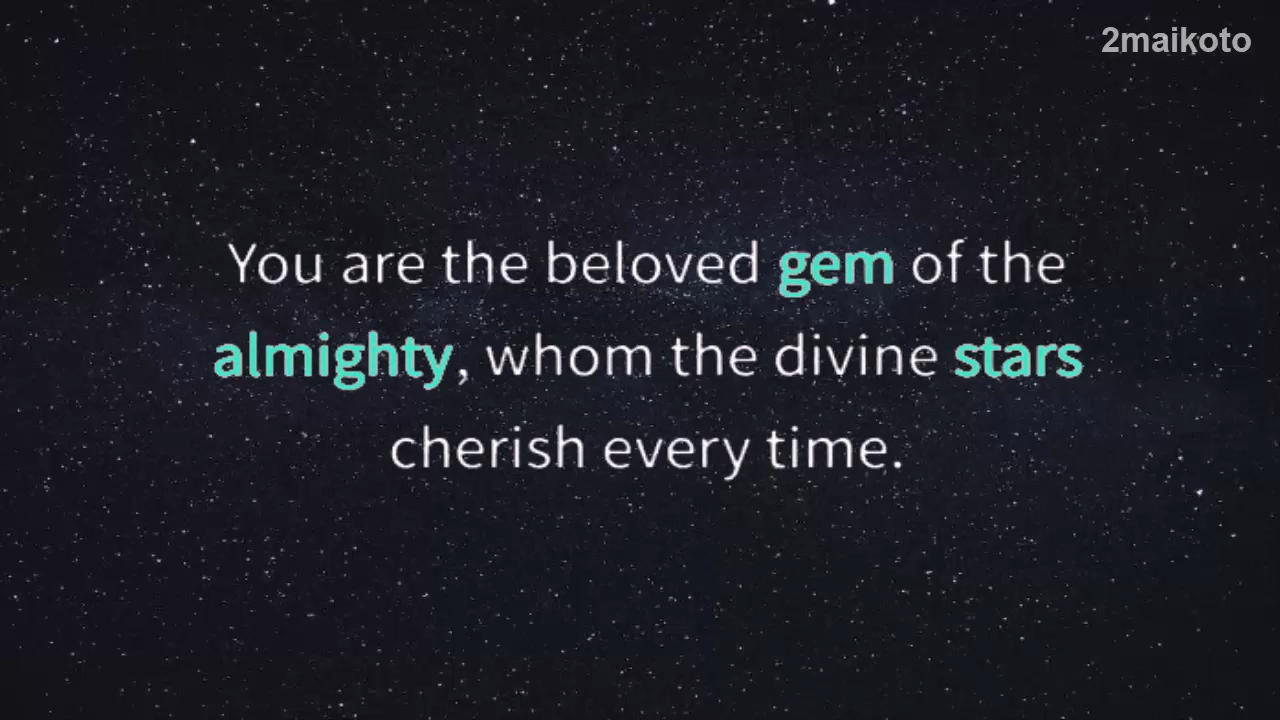 2maikoto
You are the beloved gem of the
almighty, whom the divine stars
cherish every time.